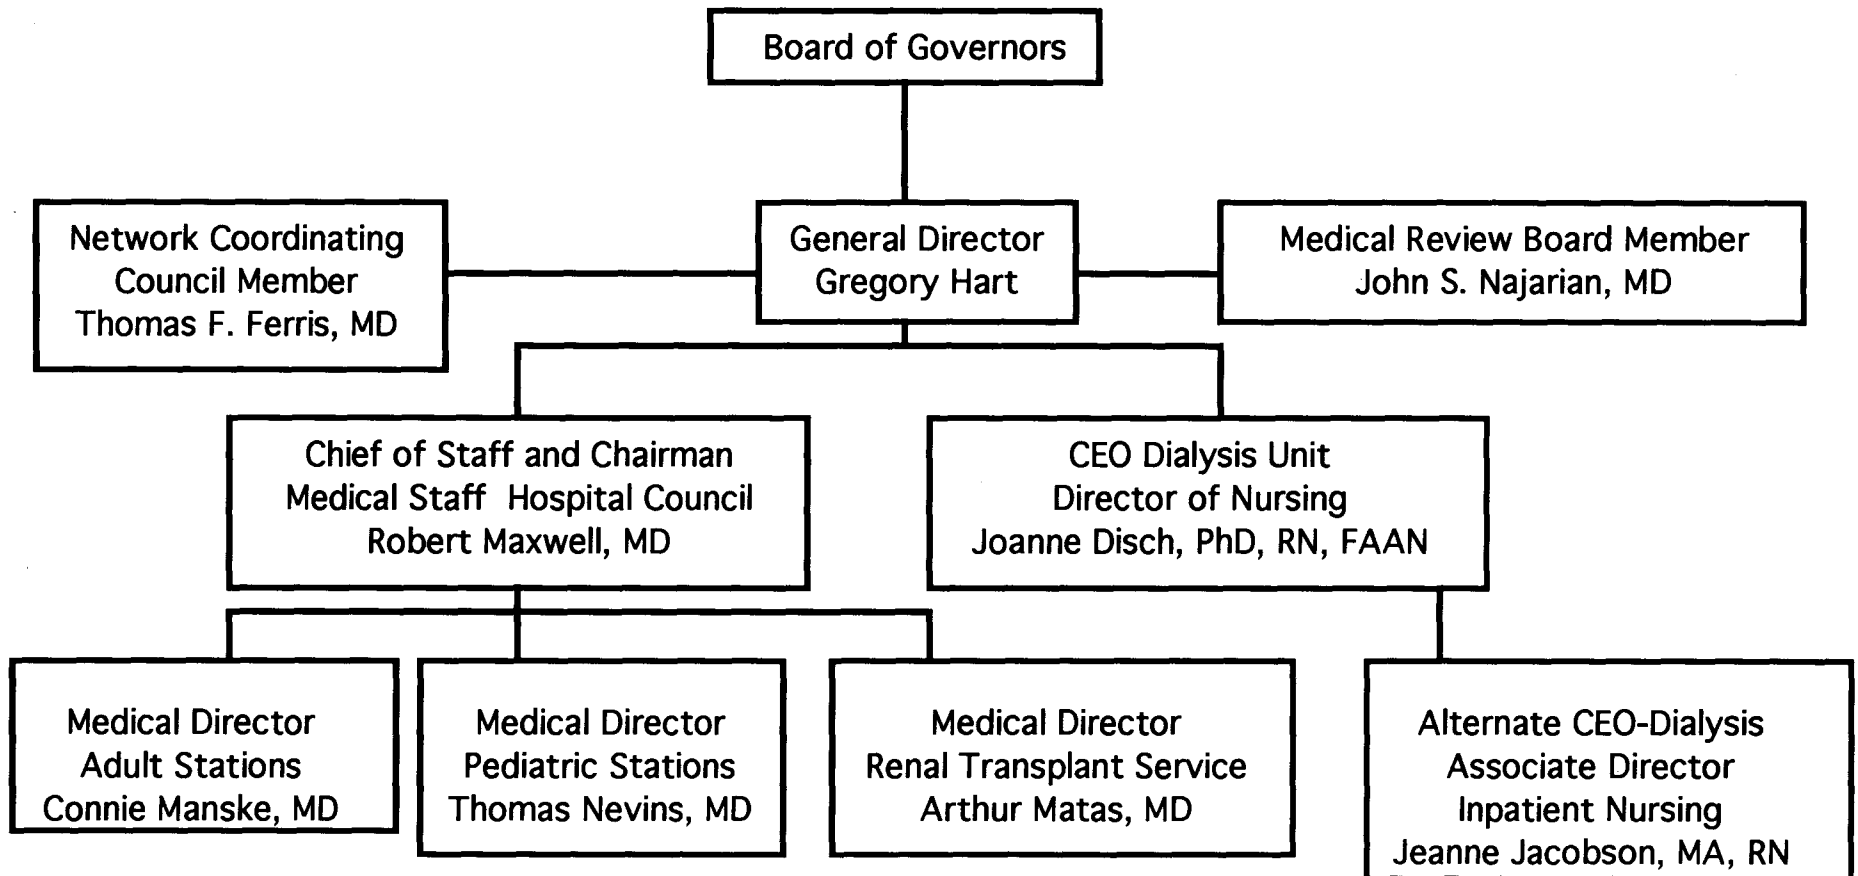 Board of Governors
Network Coordinating
Council Member
Thomas F. Ferris, MD
General Director
Gregory Hart
Medical Review Board Member
John S. Najarian, MD
Chief of Staff and Chairman
Medical Staff Hospital Council
Robert Maxwell, MD
CEO Dialysis Unit
Director of Nursing
Joanne Disch, PhD, RN, FAAN
Medical Director
Adult Stations
Connie Manske, MD
Medical Director
Pediatric Stations
Thomas Nevins, MD
Medical Director
Renal Transplant Service
Arthur Matas, MD
Alternate CEO-Dialysis
Associate Director
Inpatient Nursing
Jeanne Jacobson, MA, RN